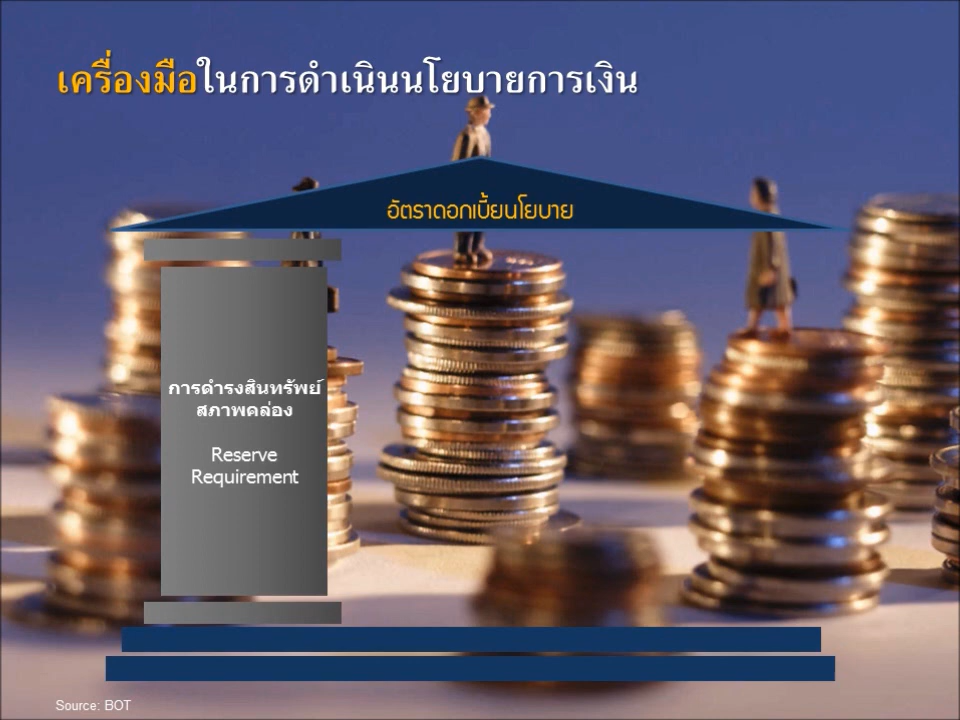 เครื่องมือในการดำเนินนโยบายการเงิน
อัตราดอกเบี้ยนโยบาย
การดำรงสินทรัพย์
สภาพคล่อง
Reserve
Requirement
Source: BOT